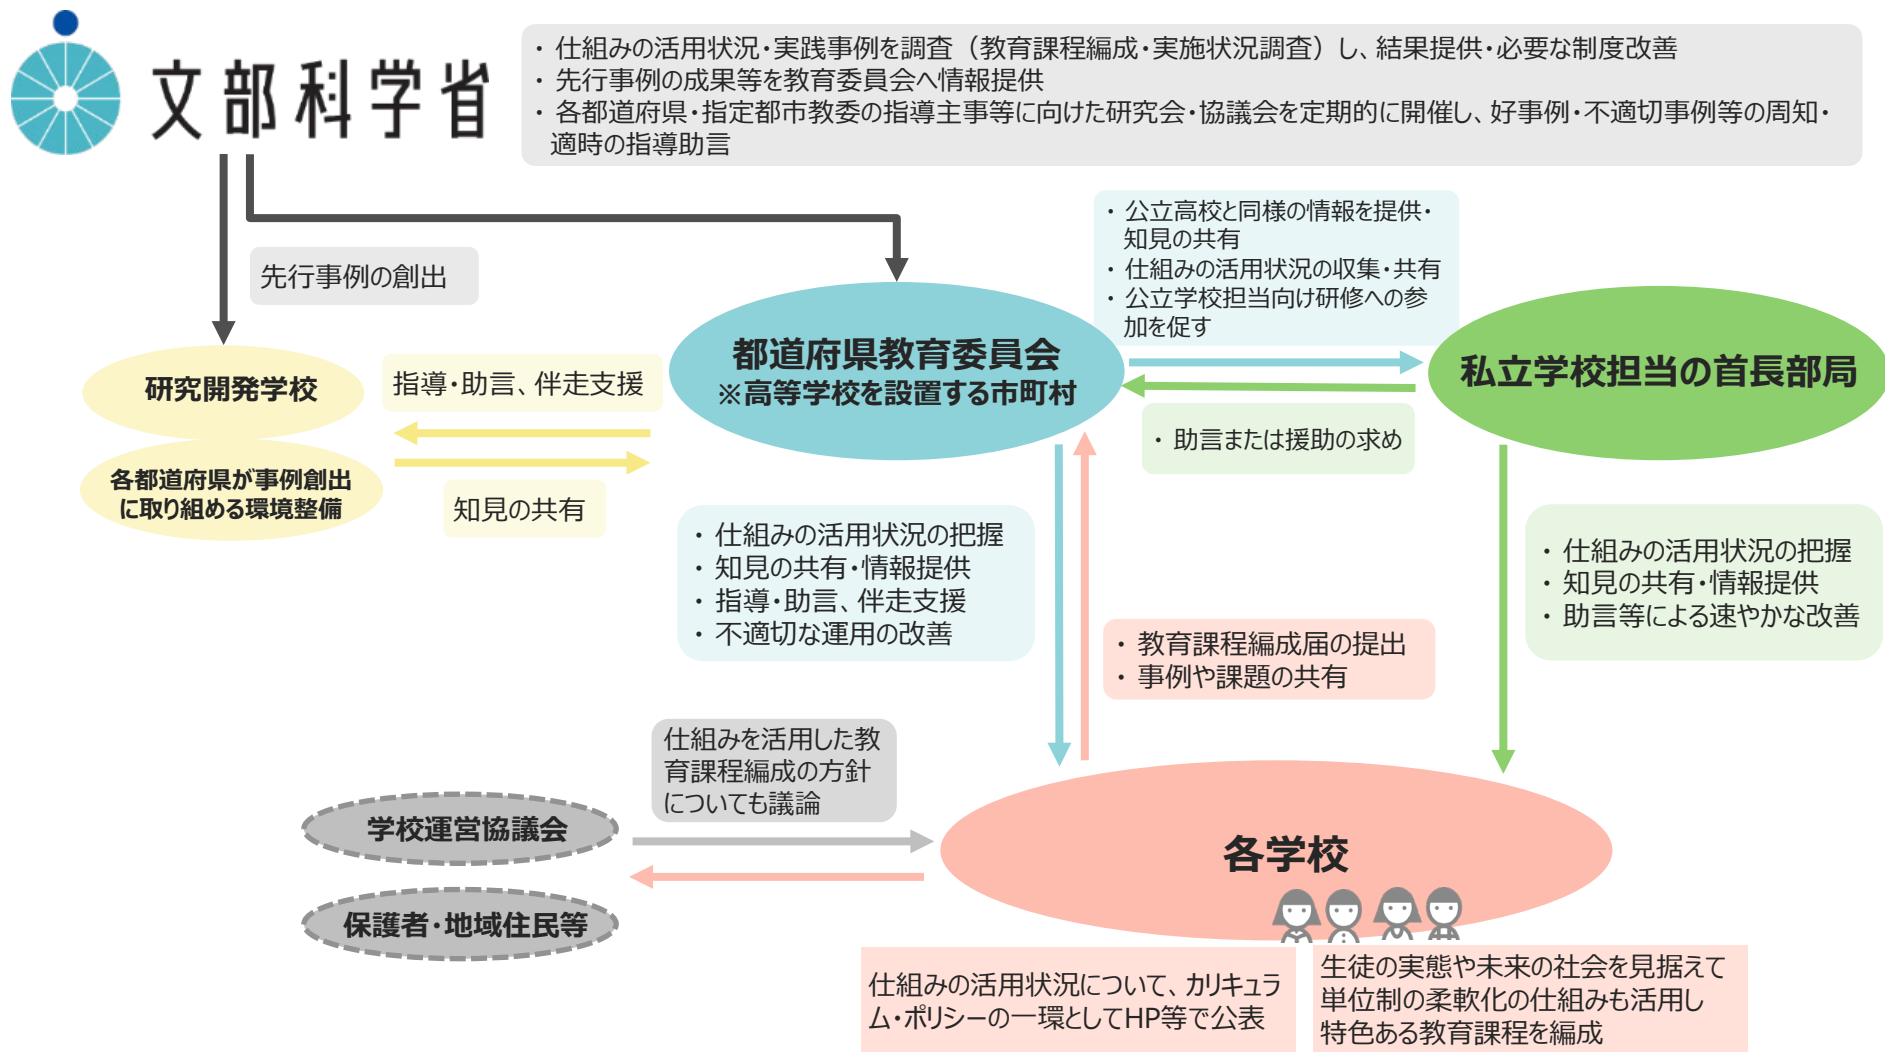 文部科学省
・ 仕組みの活用状況・実践事例を調査（教育課程編成・実施状況調査）し、結果提供・必要な制度改善
・ 先行事例の成果等を教育委員会へ情報提供
・ 各都道府県・指定都市教委の指導主事等に向けた研究会・協議会を定期的に開催し、好事例・不適切事例等の周知・
適時の指導助言
先行事例の創出
・ 公立高校と同様の情報を提供・
知見の共有
・ 仕組みの活用状況の収集・共有
・ 公立学校担当向け研修への参
加を促す
研究開発学校
指導・助言、伴走支援
都道府県教育委員会
※高等学校を設置する市町村
私立学校担当の首長部局
・ 助言または援助の求め
各都道府県が事例創出
に取り組める環境整備
知見の共有
・ 仕組みの活用状況の把握
・ 知見の共有・情報提供
・ 指導・助言、伴走支援
・ 不適切な運用の改善
・ 仕組みの活用状況の把握
・ 知見の共有・情報提供
・ 助言等による速やかな改善
・ 教育課程編成届の提出
・ 事例や課題の共有
仕組みを活用した教
育課程編成の方針
についても議論
学校運営協議会
各学校
保護者・地域住民等
仕組みの活用状況について、カリキュラ
ム・ポリシーの一環としてHP等で公表
生徒の実態や未来の社会を見据えて
単位制の柔軟化の仕組みも活用し
特色ある教育課程を編成